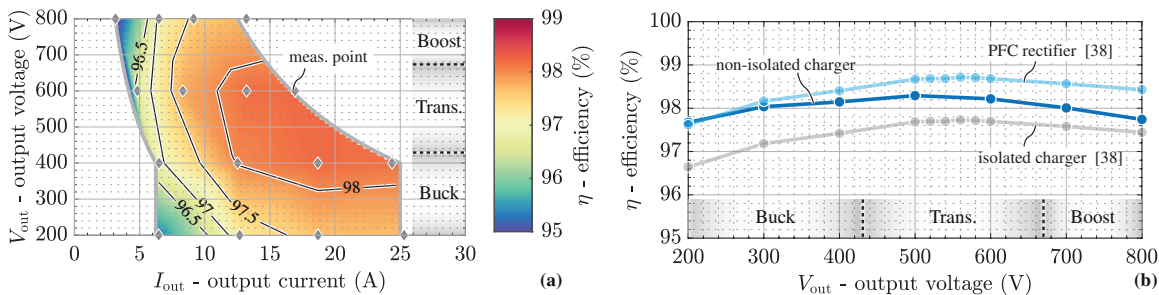 V_out - output voltage (V)
800
700
600
500
400
300
200
96.5
meas. point
98
96.5
97
97.5
Boost
Trans.
Buck
0
5
10
15
20
25
30
I_out - output current (A)
(a)
99
98
97
96
95
η - efficiency (%)
η - efficiency (%)
100
99
98
97
96
95
non-isolated charger
PFC rectifier [38]
isolated charger [38]
Buck
Trans.
Boost
200
300
400
500
600
700
800
V_out - output voltage (V)
(b)